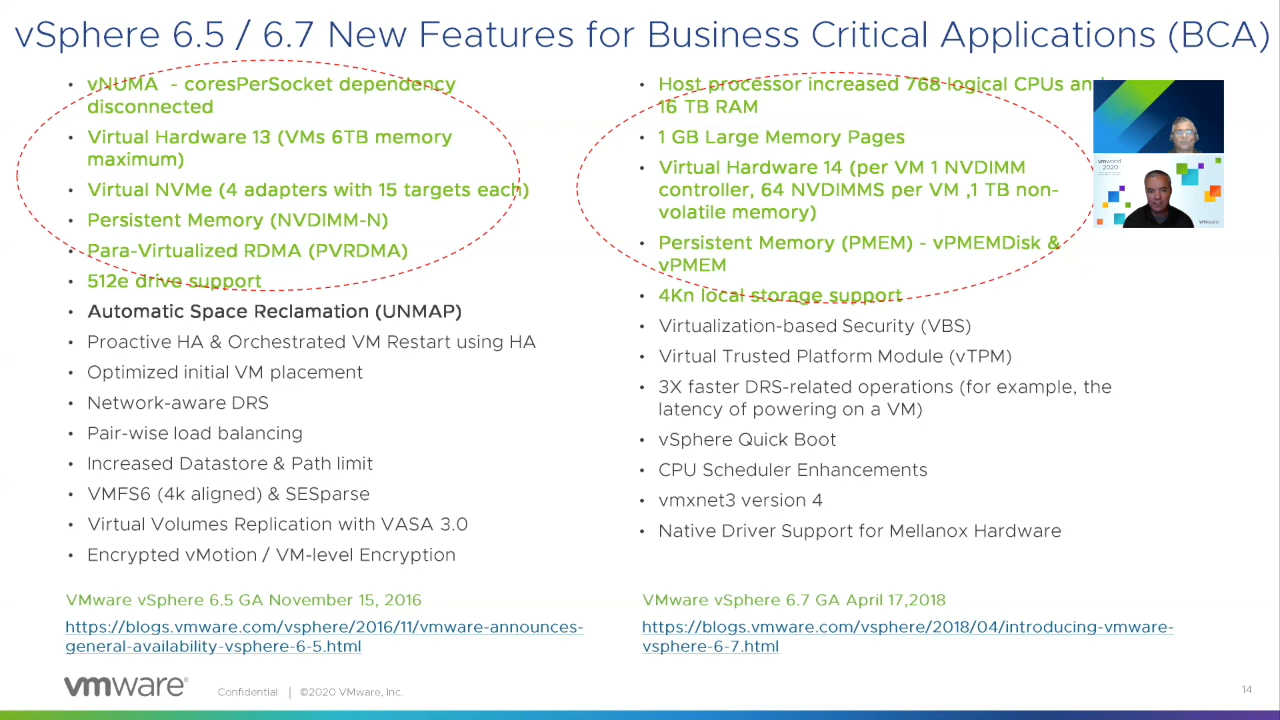 vSphere 6.5 / 6.7 New Features for Business Critical Applications (BCA)
• vNUMA - coresPerSocket dependency
disconnected
• Virtual Hardware 13 (VMs 6TB memory
maximum)
• Virtual NVMe (4 adapters with 15 targets each)
• Persistent Memory (NVDIMM-N)
• Para-Virtualized RDMA (PVRDMA)
• 512e drive support
• Automatic Space Reclamation (UNMAP)
• Proactive HA & Orchestrated VM Restart using HA
• Optimized initial VM placement
• Network-aware DRS
• Pair-wise load balancing
• Increased Datastore & Path limit
• VMFS6 (4k aligned) & SESparse
• Virtual Volumes Replication with VASA 3.0
• Encrypted vMotion / VM-level Encryption
VMware vSphere 6.5 GA November 15, 2016
https://blogs.vmware.com/vsphere/2016/11/vmware-announces-
general-availability-vsphere-6-5.html
• Host processor increased 768 logical CPUs and
16 TB RAM
• 1 GB Large Memory Pages
• Virtual Hardware 14 (per VM 1 NVDIMM
controller, 64 NVDIMMS per VM ,1 TB non-
volatile memory)
• Persistent Memory (PMEM) - vPMEMDisk &
vPMEM
• 4Kn local storage support
• Virtualization-based Security (VBS)
• Virtual Trusted Platform Module (vTPM)
• 3X faster DRS-related operations (for example, the
latency of powering on a VM)
• vSphere Quick Boot
• CPU Scheduler Enhancements
• vmxnet3 version 4
• Native Driver Support for Mellanox Hardware
VMware vSphere 6.7 GA April 17,2018
https://blogs.vmware.com/vsphere/2018/04/introducing-vmware-
vsphere-6-7.html
vmworld
2020
vmware
vmware®
Confidential | ©2020 VMware, Inc.
14